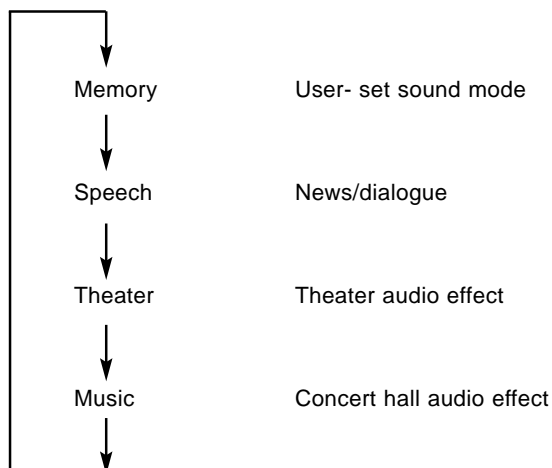 Memory User- set sound mode
Speech News/dialogue
Theater Theater audio effect
Music Concert hall audio effect